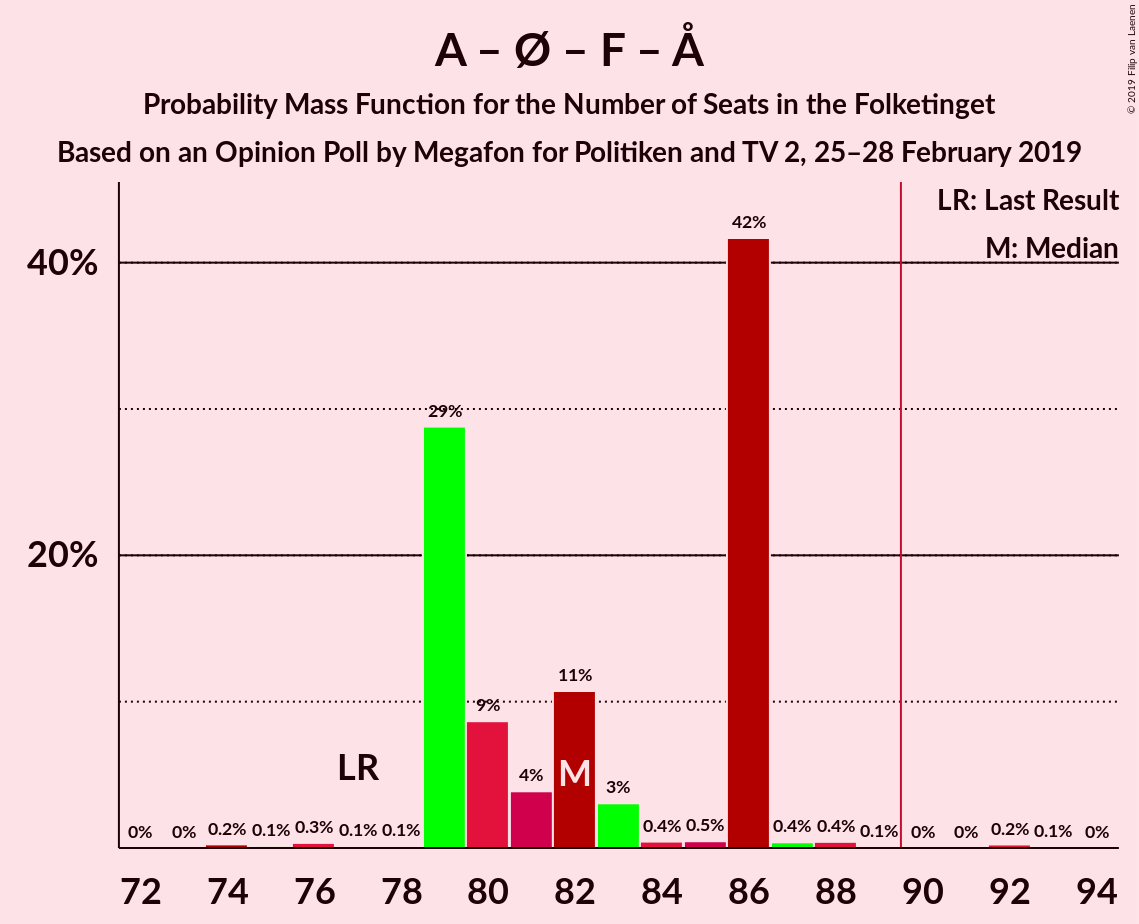 A – Ø – F – Å
Probability Mass Function for the Number of Seats in the Folketinget
Based on an Opinion Poll by Megafon for Politiken and TV 2, 25–28 February 2019
© 2019 Filip van Laenen
LR: Last Result
M: Median
40%
20%
0% 0% 0.2% 0.1% 0.3% 0.1% 0.1% 29% 9% 4% 11% 3% 0.4% 0.5% 42% 0.4% 0.4% 0.1% 0% 0% 0.2% 0.1% 0%
LR
M
72 74 76 78 80 82 84 86 88 90 92 94